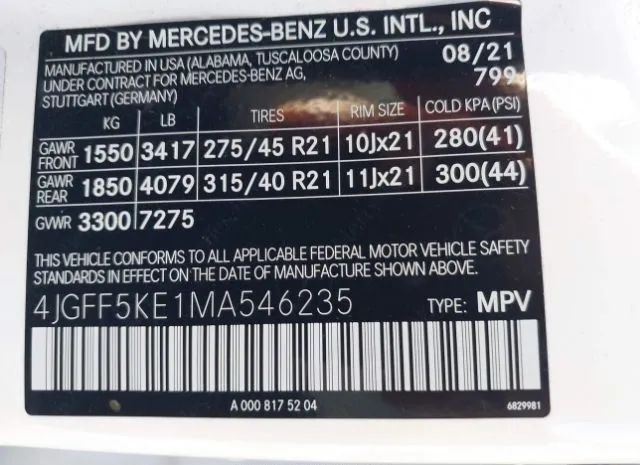 MFD BY MERCEDES-BENZ U.S. INTL., INC
MANUFACTURED IN USA (ALABAMA, TUSCALOOSA COUNTY) 08/21
UNDER CONTRACT FOR MERCEDES-BENZ AG, 799
STUTTGART (GERMANY)
KG LB TIRES RIM SIZE COLD KPA(PSI)
GAWR FRONT 1550 3417 275/45 R21 10Jx21 280(41)
GAWR REAR 1850 4079 315/40 R21 11Jx21 300(44)
GVWR 3300 7275
THIS VEHICLE CONFORMS TO ALL APPLICABLE FEDERAL MOTOR VEHICLE SAFETY
STANDARDS IN EFFECT ON THE DATE OF MANUFACTURE SHOWN ABOVE.
4JGFF5KE1MA546235 TYPE: MPV
A 000 817 52 04 6829981